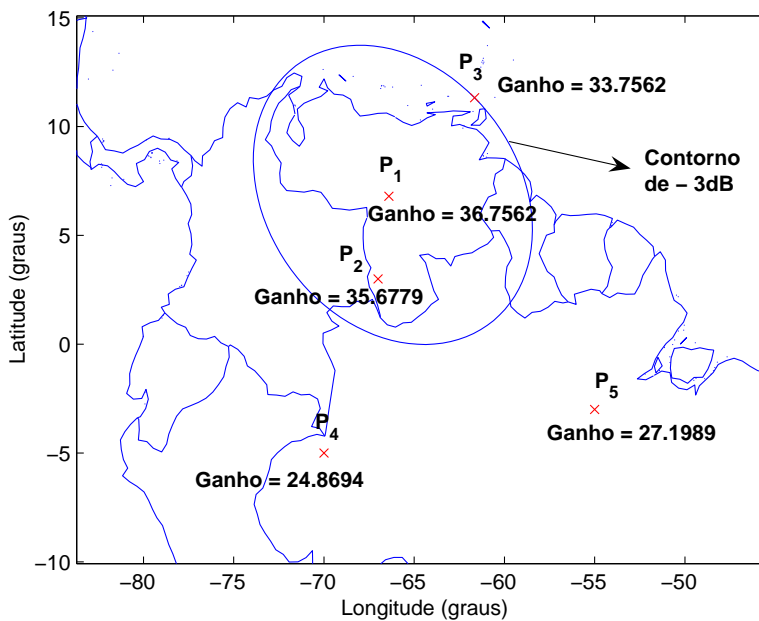 15
10
5
0
−5
−10
Latitude (graus)
P3
Ganho = 33.7562
Contorno
de − 3dB
P1
Ganho = 36.7562
P2
Ganho = 35.6779
P5
Ganho = 27.1989
P4
Ganho = 24.8694
−80 −75 −70 −65 −60 −55 −50
Longitude (graus)